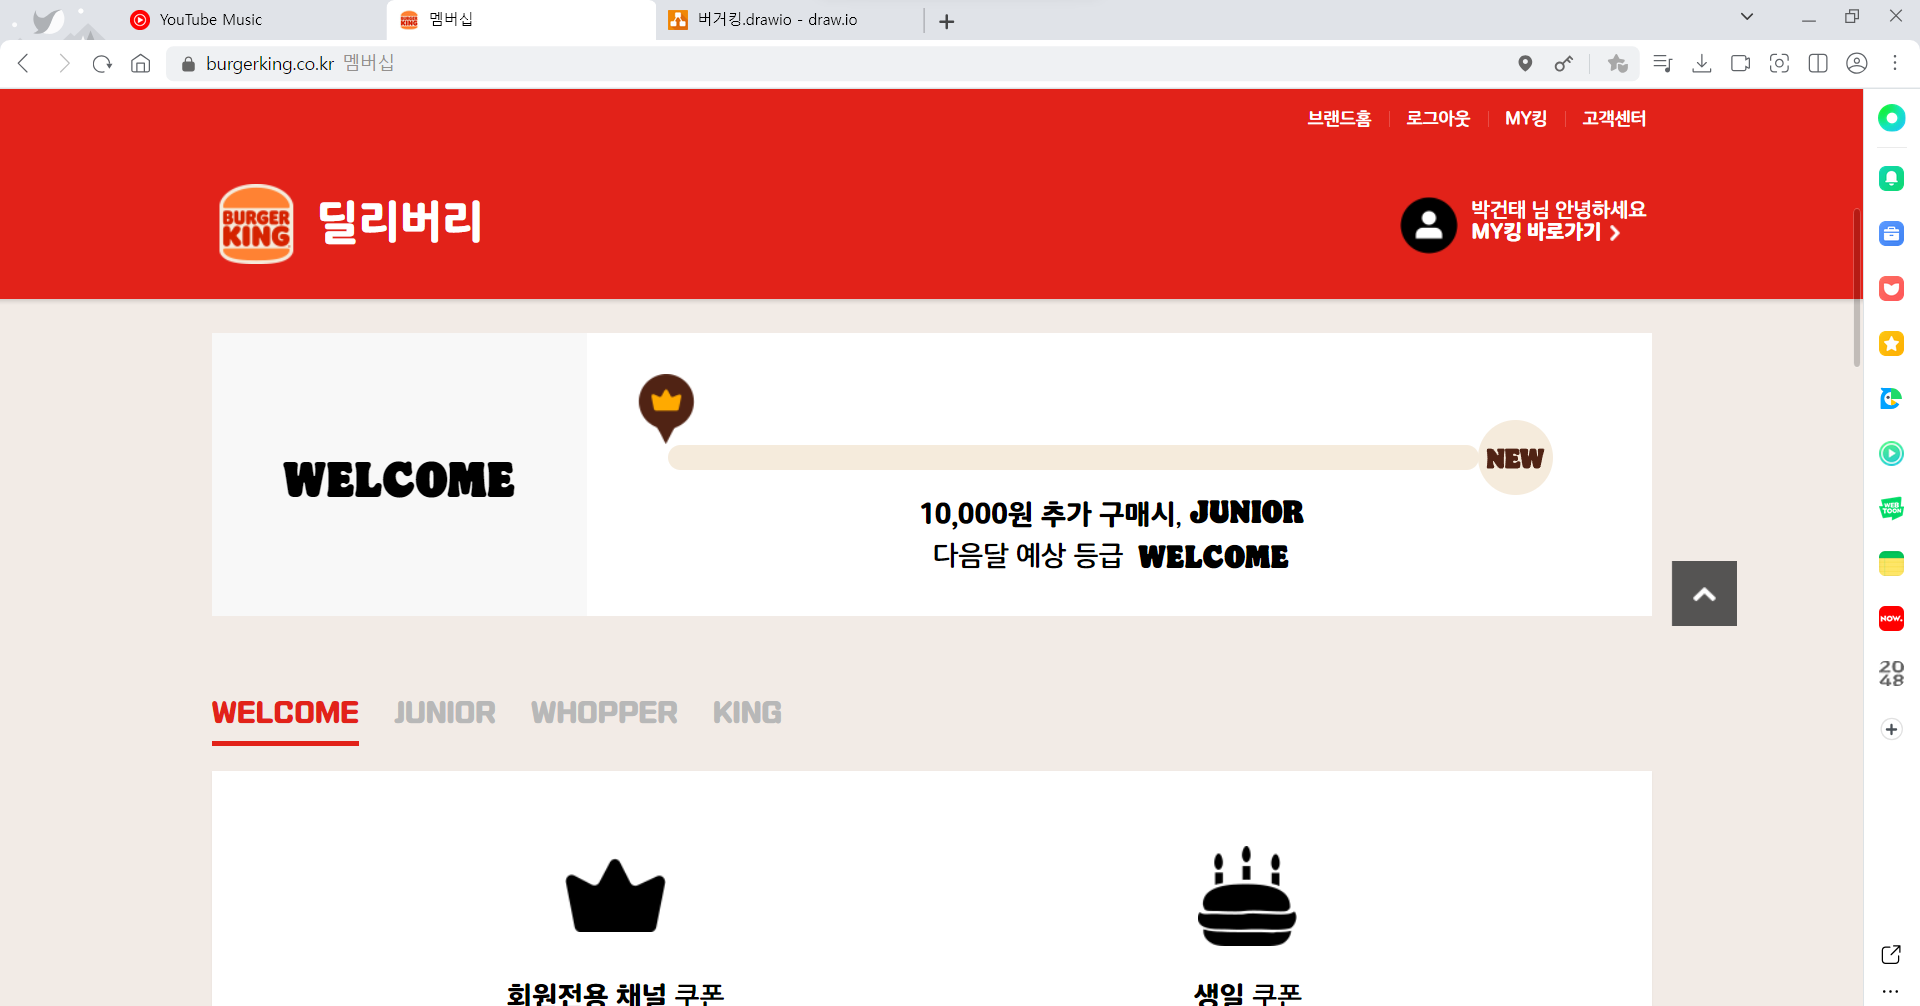 YouTube Music
멤버십
버거킹.drawio - draw.io
burgerking.co.kr 멤버십
브랜드홈
로그아웃
MY킹
고객센터
BURGER KING
딜리버리
박건태 님 안녕하세요
MY킹 바로가기
WELCOME
NEW
10,000원 추가 구매시, JUNIOR
다음달 예상 등급 WELCOME
WELCOME
JUNIOR
WHOPPER
KING
회원전용 채널 쿠폰
생일 쿠폰
WEB
TOON
NOW.
20
48